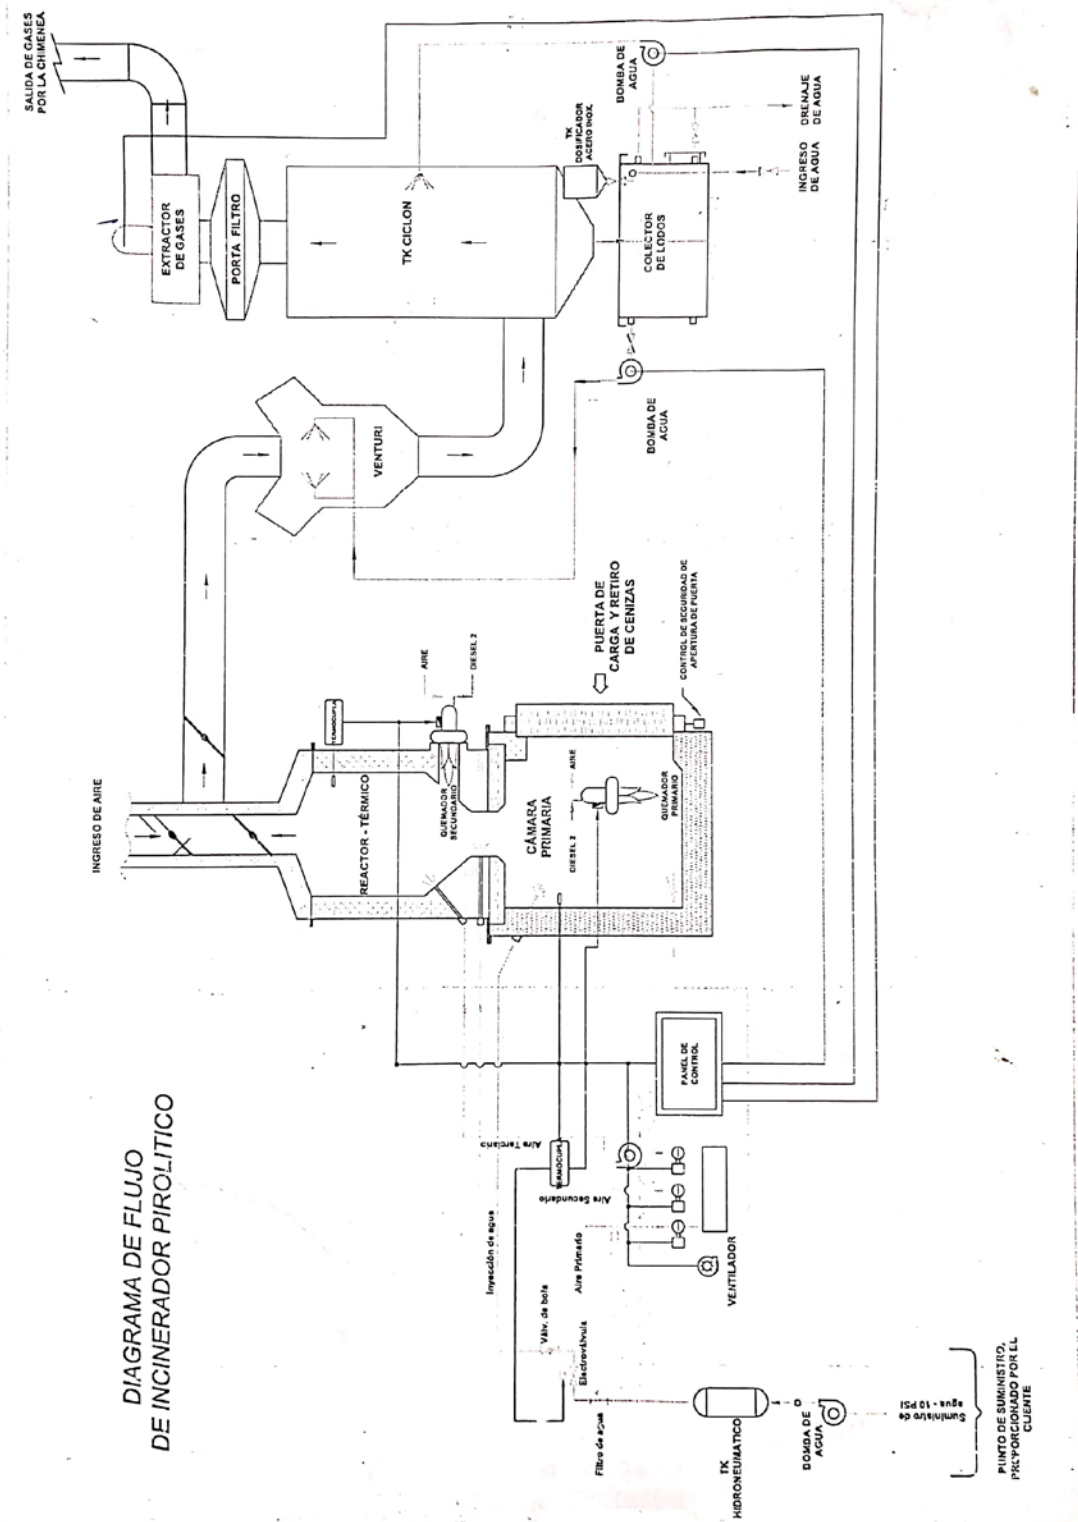 DIAGRAMA DE FLUJO
DE INCINERADOR PIROLITICO
SALIDA DE GASES
POR LA CHIMENEA
EXTRACTOR
DE GASES
PORTA FILTRO
TK CICLON
TK
DOSIFICADOR
ACERO INOX.
BOMBA DE
AGUA
DRENAJE
DE AGUA
INGRESO
DE AGUA
COLECTOR
DE LODOS
BOMBA DE
AGUA
VENTURI
INGRESO DE AIRE
TERMOCUPLA
REACTOR - TÉRMICO
AIRE
DIESEL 2
QUEMADOR
SECUNDARIO
PUERTA DE
CARGA Y RETIRO
DE CENIZAS
CONTROL DE SEGURIDAD DE
APERTURA DE PUERTA
CÁMARA
PRIMARIA
AIRE
DIESEL 2
QUEMADOR
PRIMARIO
PANEL DE
CONTROL
Aire Terciario
TERMOCUPLA
Aire Secundario
Inyección de agua
Aire Primario
VENTILADOR
Válv. de bola
Electroválvula
Filtro de agua
TK
HIDRONEUMATICO
BOMBA DE
AGUA
Suministro de
agua - 10 PSI
PUNTO DE SUMINISTRO,
PROPORCIONADO POR EL
CLIENTE